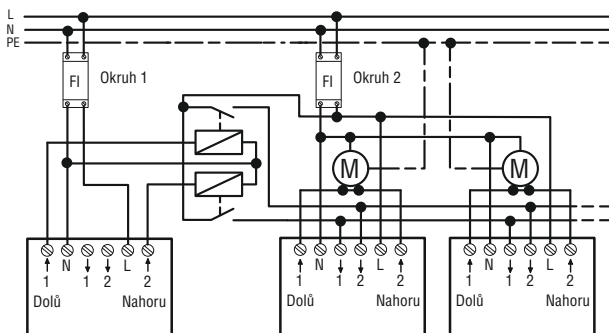 L
N
PE
FI Okruh 1 FI Okruh 2
M M
N L N L N L
1 1 2 2 1 1 2 2 1 1 2 2
Dolů Nahoru Dolů Nahoru Dolů Nahoru